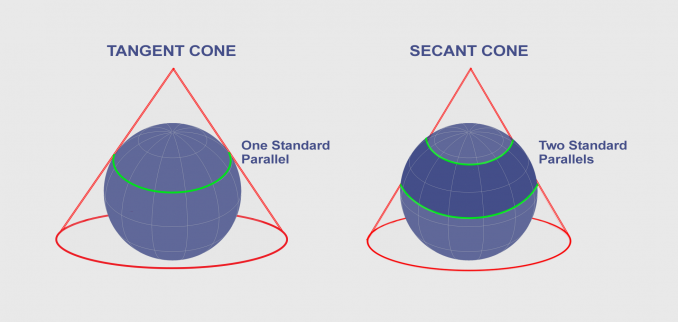 TANGENT CONE
One Standard
Parallel
SECANT CONE
Two Standard
Parallels